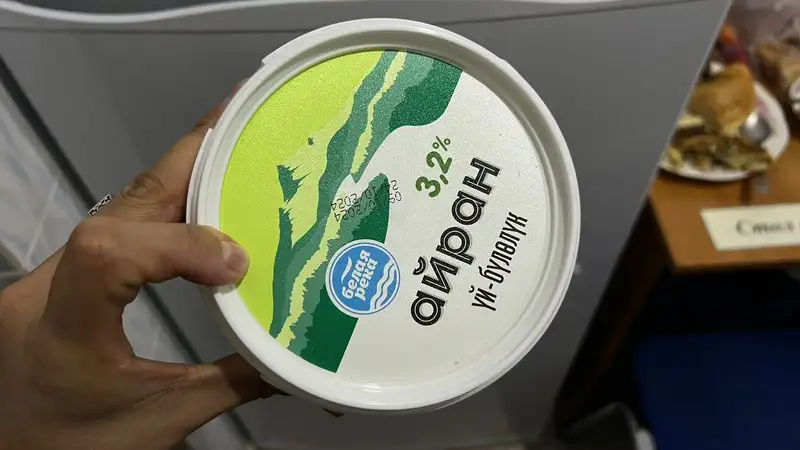 3,2%
айран
үй-бүлөлүк
белая
река
Стол